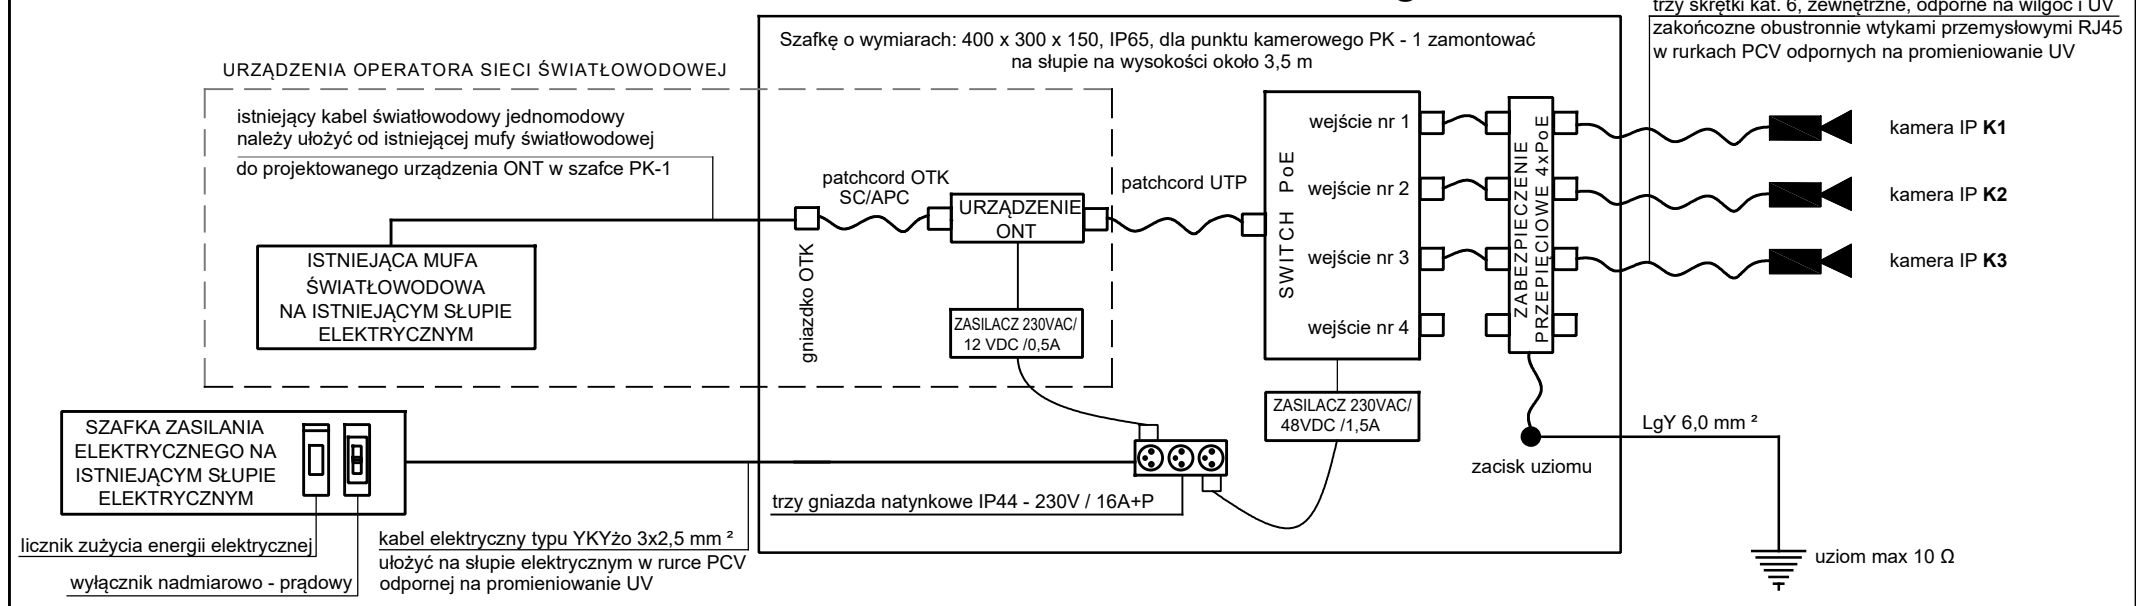 trzy skrętki kat. 6, zewnętrzne, odporne na wilgoć i UV
zakończone obustronnie wtykami przemysłowymi RJ45
w rurkach PCV odpornych na promieniowanie UV
Szafkę o wymiarach: 400 x 300 x 150, IP65, dla punktu kamerowego PK - 1 zamontować
na słupie na wysokości około 3,5 m
URZĄDZENIA OPERATORA SIECI ŚWIATŁOWODOWEJ
istniejący kabel światłowodowy jednomodowy
należy ułożyć od istniejącej mufy światłowodowej
do projektowanego urządzenia ONT w szafce PK-1
patchcord OTK
SC/APC
URZĄDZENIE
ONT
patchcord UTP
gniazdko OTK
ISTNIEJĄCA MUFA
ŚWIATŁOWODOWA
NA ISTNIEJĄCYM SŁUPIE
ELEKTRYCZNYM
ZASILACZ 230VAC/
12 VDC /0,5A
SWITCH PoE
wejście nr 1
wejście nr 2
wejście nr 3
wejście nr 4
ZABEZPIECZENIE
PRZEPIĘCIOWE 4xPoE
kamera IP K1
kamera IP K2
kamera IP K3
ZASILACZ 230VAC/
48VDC /1,5A
SZAFKA ZASILANIA
ELEKTRYCZNEGO NA
ISTNIEJĄCYM SŁUPIE
ELEKTRYCZNYM
LgY 6,0 mm ²
zacisk uziomu
trzy gniazda natynkowe IP44 - 230V / 16A+P
licznik zużycia energii elektrycznej
wyłącznik nadmiarowo - prądowy
kabel elektryczny typu YKYżo 3x2,5 mm ²
ułożyć na słupie elektrycznym w rurce PCV
odpornej na promieniowanie UV
uziom max 10 Ω